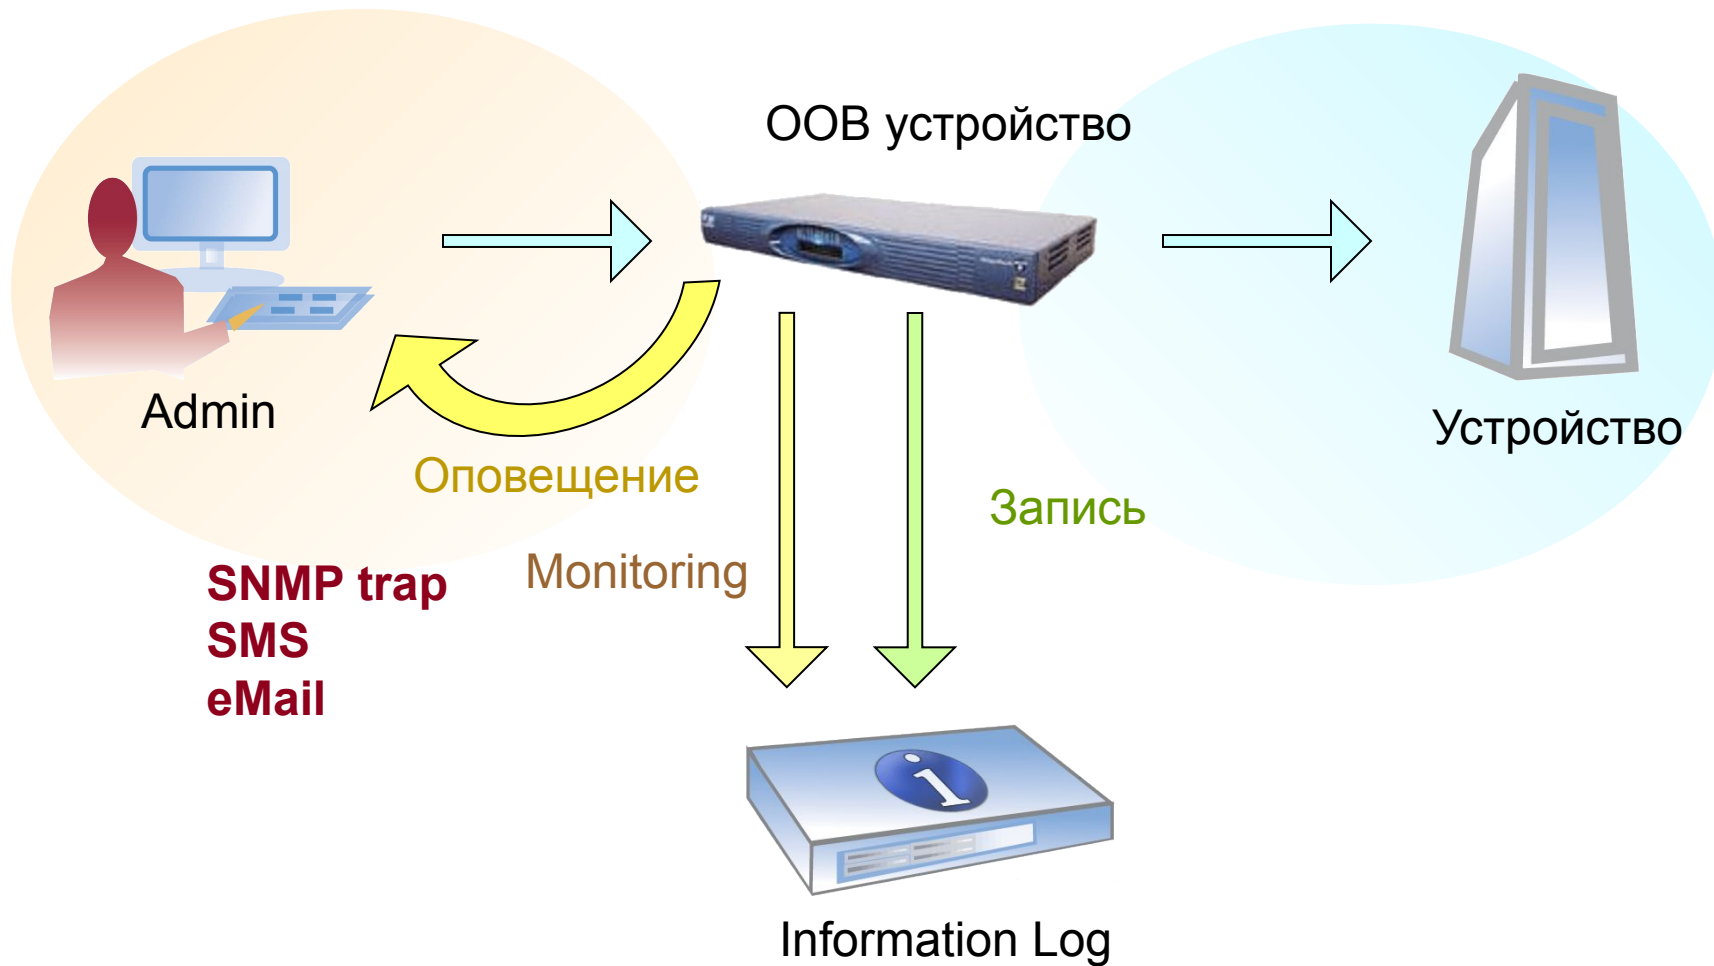 OOB устройство
Admin
Устройство
Оповещение
Запись
Monitoring
SNMP trap
SMS
eMail
Information Log